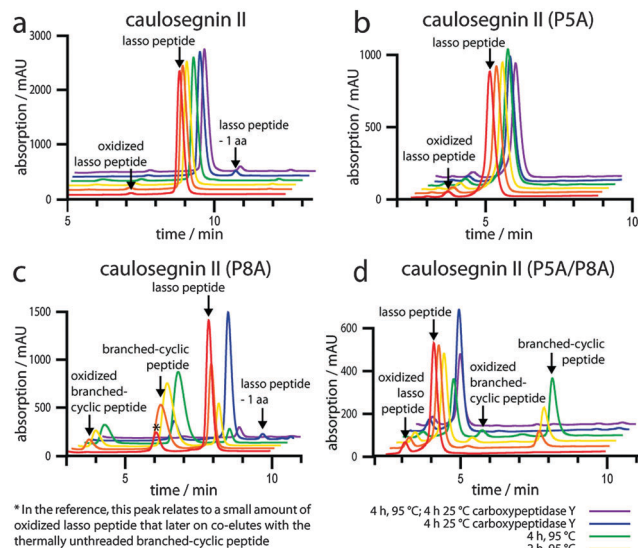 a
caulosegnin II
absorption / mAU
3000
2000
1000
0
lasso peptide
oxidized
lasso peptide
lasso peptide
- 1 aa
5
10
time / min
b
caulosegnin II (P5A)
absorption / mAU
1000
500
0
lasso peptide
oxidized
lasso peptide
5
10
time / min
c
caulosegnin II (P8A)
absorption / mAU
1500
1000
500
0
lasso peptide
branched-cyclic
peptide
oxidized
branched-
cyclic peptide
*
lasso peptide
- 1 aa
5
10
time / min
d
caulosegnin II (P5A/P8A)
absorption / mAU
600
400
200
0
lasso peptide
branched-cyclic
peptide
oxidized
lasso
peptide
oxidized
branched-
cyclic peptide
5
10
time / min
* In the reference, this peak relates to a small amount of
oxidized lasso peptide that later on co-elutes with the
thermally unthreaded branched-cyclic peptide
4 h, 95 °C; 4 h 25 °C carboxypeptidase Y
4 h 25 °C carboxypeptidase Y
4 h, 95 °C